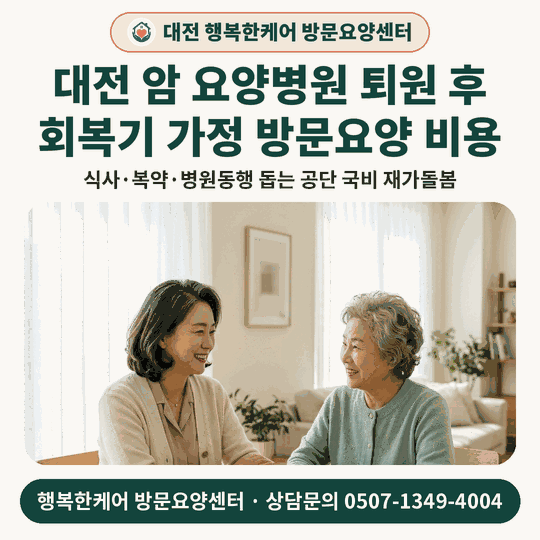 대전 행복한케어 방문요양센터
대전 암 요양병원 퇴원 후
회복기 가정 방문요양 비용
식사·복약·병원동행 돕는 공단 국비 재가돌봄
행복한케어 방문요양센터 · 상담문의 0507-1349-4004